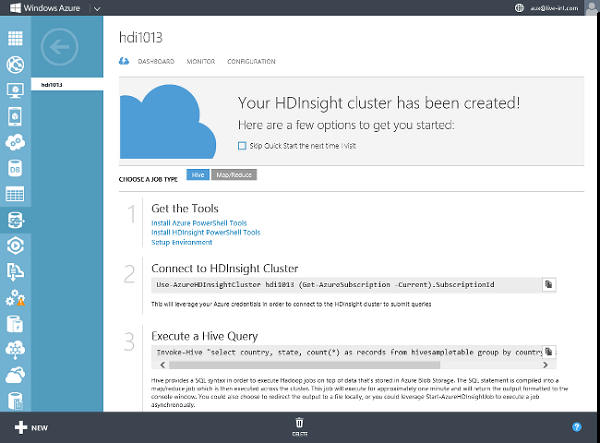 Windows Azure
aux@live-int.com
hdi1013
hdi1013
DASHBOARD MONITOR CONFIGURATION
Your HDInsight cluster has been created!
Here are a few options to get you started:
Skip Quick Start the next time I visit
CHOOSE A JOB TYPE Hive Map/Reduce
1 Get the Tools
Install Azure PowerShell Tools
Install HDInsight PowerShell Tools
Setup Environment
2 Connect to HDInsight Cluster
Use-AzureHDInsightCluster hdi1013 (Get-AzureSubscription -Current).SubscriptionId
This will leverage your Azure credentials in order to connect to the HDInsight cluster to submit queries
3 Execute a Hive Query
Invoke-Hive "select country, state, count(*) as records from hivesampletable group by country
Hive provides a SQL syntax in order to execute Hadoop jobs on top of data that's stored in Azure Blob Storage. The SQL statement is compiled into a
map/reduce job which is then executed across the cluster. This job will execute for approximately one minute and will return the output formatted to the
console window. You could also choose to redirect the output to a file locally, or you could leverage Start-AzureHDInsightJob to execute a job
asynchronously.
DB
NEW
DELETE
?